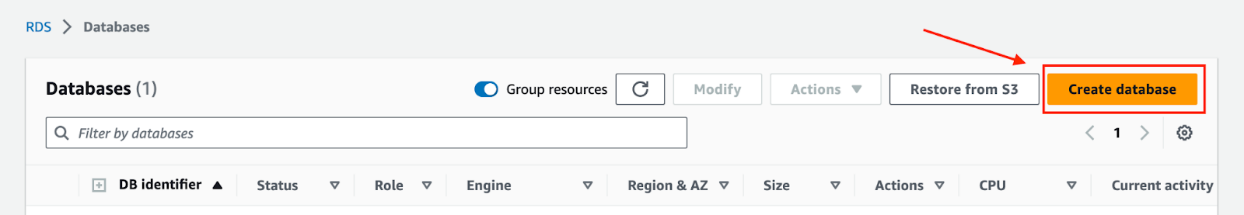 RDS > Databases
Databases (1) Group resources Modify Actions Restore from S3 Create database
Filter by databases 1
DB identifier Status Role Engine Region & AZ Size Actions CPU Current activity